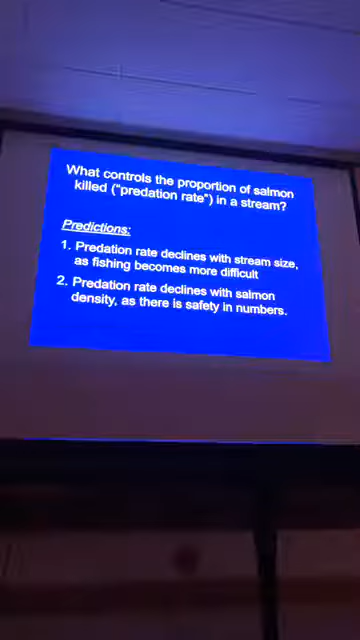 What controls the proportion of salmon
killed ("predation rate") in a stream?
Predictions:
1. Predation rate declines with stream size,
as fishing becomes more difficult
2. Predation rate declines with salmon
density, as there is safety in numbers.